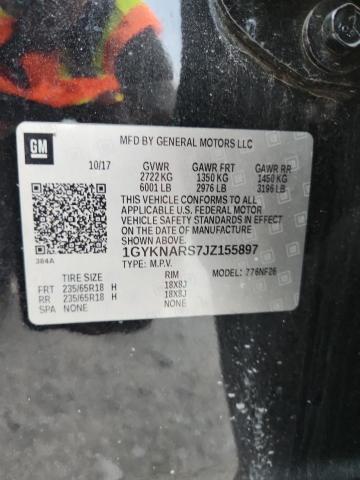 GM
MFD BY GENERAL MOTORS LLC
10/17 GVWR GAWR FRT GAWR RR
2722 KG 1350 KG 1450 KG
6001 LB 2976 LB 3196 LB
THIS VEHICLE CONFORMS TO ALL
APPLICABLE U.S. FEDERAL MOTOR
VEHICLE SAFETY STANDARDS IN EFFECT ON
THE DATE OF MANUFACTURE SHOWN ABOVE.
1GYKNARS7JZ155897
384A TYPE: M.P.V. MODEL: 776NF26
TIRE SIZE RIM
FRT 235/65R18 H 18X8J
RR 235/65R18 H 18X8J
SPA NONE NONE